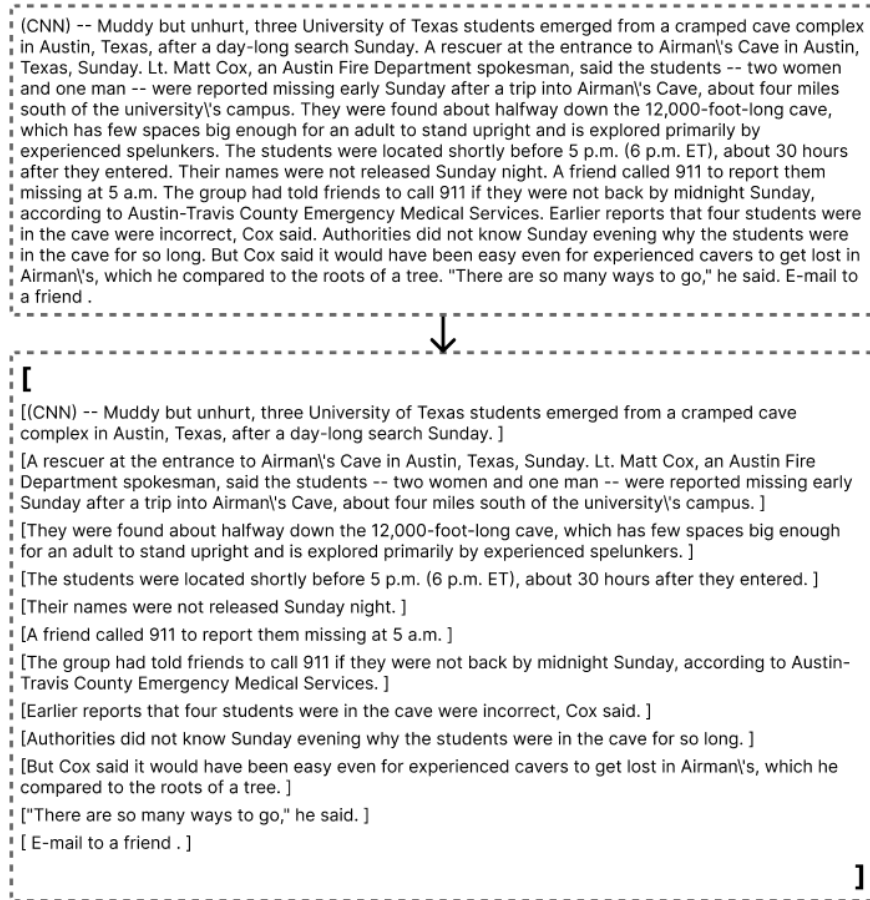 (CNN) -- Muddy but unhurt, three University of Texas students emerged from a cramped cave complex
in Austin, Texas, after a day-long search Sunday. A rescuer at the entrance to Airman\'s Cave in Austin,
Texas, Sunday. Lt. Matt Cox, an Austin Fire Department spokesman, said the students -- two women
and one man -- were reported missing early Sunday after a trip into Airman\'s Cave, about four miles
south of the university\'s campus. They were found about halfway down the 12,000-foot-long cave,
which has few spaces big enough for an adult to stand upright and is explored primarily by
experienced spelunkers. The students were located shortly before 5 p.m. (6 p.m. ET), about 30 hours
after they entered. Their names were not released Sunday night. A friend called 911 to report them
missing at 5 a.m. The group had told friends to call 911 if they were not back by midnight Sunday,
according to Austin-Travis County Emergency Medical Services. Earlier reports that four students were
in the cave were incorrect, Cox said. Authorities did not know Sunday evening why the students were
in the cave for so long. But Cox said it would have been easy even for experienced cavers to get lost in
Airman\'s, which he compared to the roots of a tree. "There are so many ways to go," he said. E-mail to
a friend .
[
[(CNN) -- Muddy but unhurt, three University of Texas students emerged from a cramped cave
complex in Austin, Texas, after a day-long search Sunday. ]
[A rescuer at the entrance to Airman\'s Cave in Austin, Texas, Sunday. Lt. Matt Cox, an Austin Fire
Department spokesman, said the students -- two women and one man -- were reported missing early
Sunday after a trip into Airman\'s Cave, about four miles south of the university\'s campus. ]
[They were found about halfway down the 12,000-foot-long cave, which has few spaces big enough
for an adult to stand upright and is explored primarily by experienced spelunkers. ]
[The students were located shortly before 5 p.m. (6 p.m. ET), about 30 hours after they entered. ]
[Their names were not released Sunday night. ]
[A friend called 911 to report them missing at 5 a.m. ]
[The group had told friends to call 911 if they were not back by midnight Sunday, according to Austin-
Travis County Emergency Medical Services. ]
[Earlier reports that four students were in the cave were incorrect, Cox said. ]
[Authorities did not know Sunday evening why the students were in the cave for so long. ]
[But Cox said it would have been easy even for experienced cavers to get lost in Airman\'s, which he
compared to the roots of a tree. ]
["There are so many ways to go," he said. ]
[ E-mail to a friend . ]
]